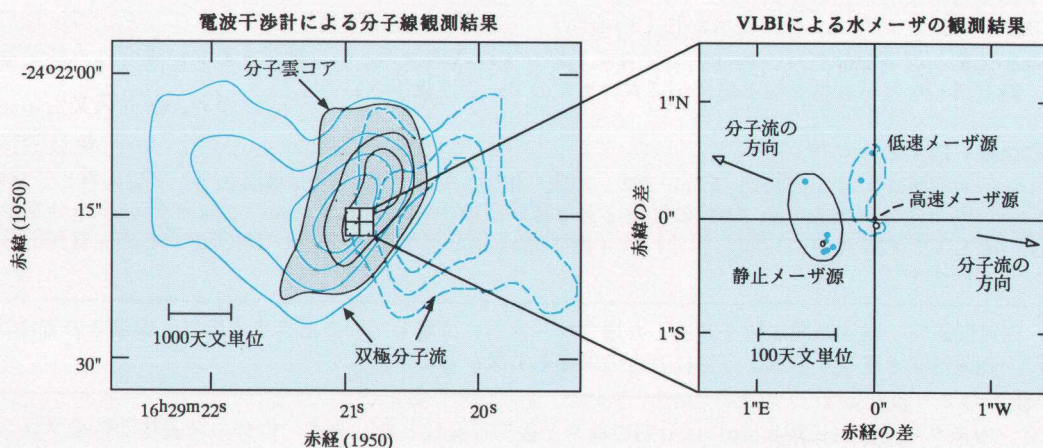 電波干渉計による分子線観測結果
-24°22'00"
15"
30"
赤緯 (1950)
分子雲コア
1000天文単位
双極分子流
16h29m22s
21s
20s
赤経 (1950)
VLBIによる水メーザの観測結果
1"N
0"
1"S
赤緯の差
分子流の
方向
低速メーザ源
高速メーザ源
静止メーザ源
分子流の
方向
100天文単位
1"E
0"
1"W
赤経の差